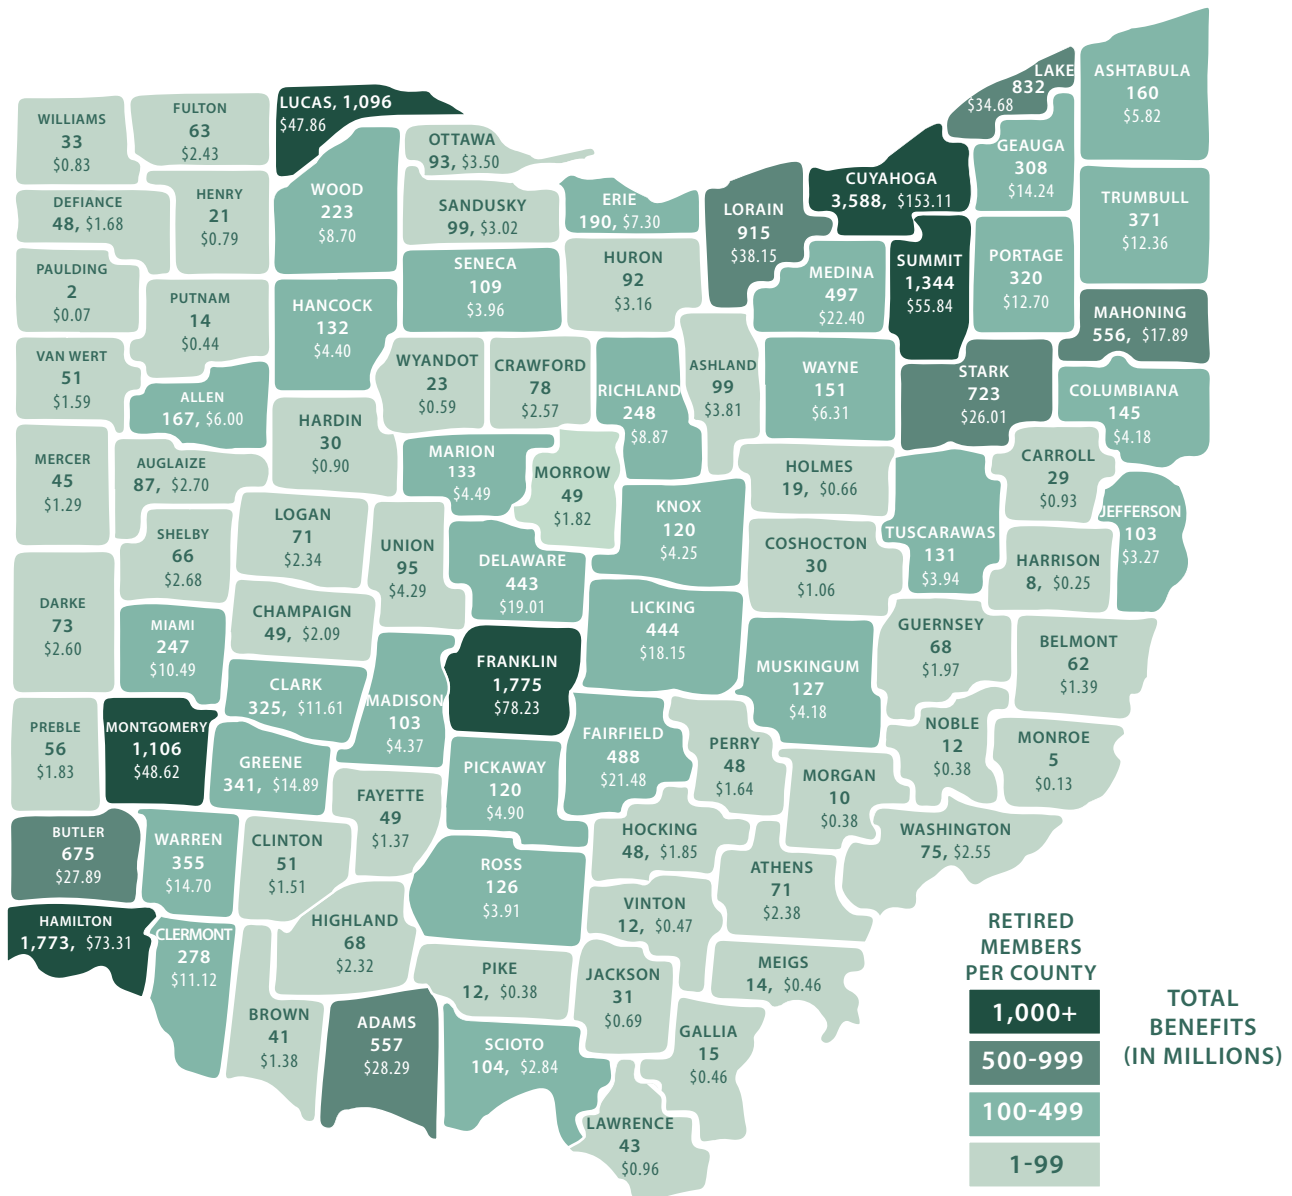 LAKE
832
$34.68
ASHTABULA
160
$5.82
LUCAS, 1,096
$47.86
FULTON
63
$2.43
WILLIAMS
33
$0.83
OTTAWA
93, $3.50
GEAUGA
308
$14.24
CUYAHOGA
3,588, $153.11
WOOD
223
$8.70
HENRY
21
$0.79
DEFIANCE
48, $1.68
SANDUSKY
99, $3.02
ERIE
190, $7.30
LORAIN
915
$38.15
TRUMBULL
371
$12.36
PAULDING
2
$0.07
PUTNAM
14
$0.44
HANCOCK
132
$4.40
SENECA
109
$3.96
HURON
92
$3.16
MEDINA
497
$22.40
SUMMIT
1,344
$55.84
PORTAGE
320
$12.70
MAHONING
556, $17.89
VAN WERT
51
$1.59
ALLEN
167, $6.00
WYANDOT
23
$0.59
CRAWFORD
78
$2.57
RICHLAND
248
$8.87
ASHLAND
99
$3.81
WAYNE
151
$6.31
STARK
723
$26.01
COLUMBIANA
145
$4.18
HARDIN
30
$0.90
MERCER
45
$1.29
AUGLAIZE
87, $2.70
MARION
133
$4.49
MORROW
49
$1.82
HOLMES
19, $0.66
CARROLL
29
$0.93
JEFFERSON
103
$3.27
SHELBY
66
$2.68
LOGAN
71
$2.34
UNION
95
$4.29
KNOX
120
$4.25
COSHOCTON
30
$1.06
TUSCARAWAS
131
$3.94
HARRISON
8, $0.25
DELAWARE
443
$19.01
DARKE
73
$2.60
MIAMI
247
$10.49
CHAMPAIGN
49, $2.09
LICKING
444
$18.15
GUERNSEY
68
$1.97
BELMONT
62
$1.39
CLARK
325, $11.61
MADISON
103
$4.37
FRANKLIN
1,775
$78.23
MUSKINGUM
127
$4.18
PREBLE
56
$1.83
MONTGOMERY
1,106
$48.62
GREENE
341, $14.89
PICKAWAY
120
$4.90
FAIRFIELD
488
$21.48
PERRY
48
$1.64
MORGAN
10
$0.38
NOBLE
12
$0.38
MONROE
5
$0.13
FAYETTE
49
$1.37
BUTLER
675
$27.89
WARREN
355
$14.70
CLINTON
51
$1.51
ROSS
126
$3.91
HOCKING
48, $1.85
ATHENS
71
$2.38
WASHINGTON
75, $2.55
HAMILTON
1,773, $73.31
CLERMONT
278
$11.12
HIGHLAND
68
$2.32
VINTON
12, $0.47
PIKE
12, $0.38
JACKSON
31
$0.69
MEIGS
14, $0.46
BROWN
41
$1.38
ADAMS
557
$28.29
SCIOTO
104, $2.84
GALLIA
15
$0.46
LAWRENCE
43
$0.96
RETIRED
MEMBERS
PER COUNTY
1,000+
500-999
100-499
1-99
TOTAL
BENEFITS
(IN MILLIONS)